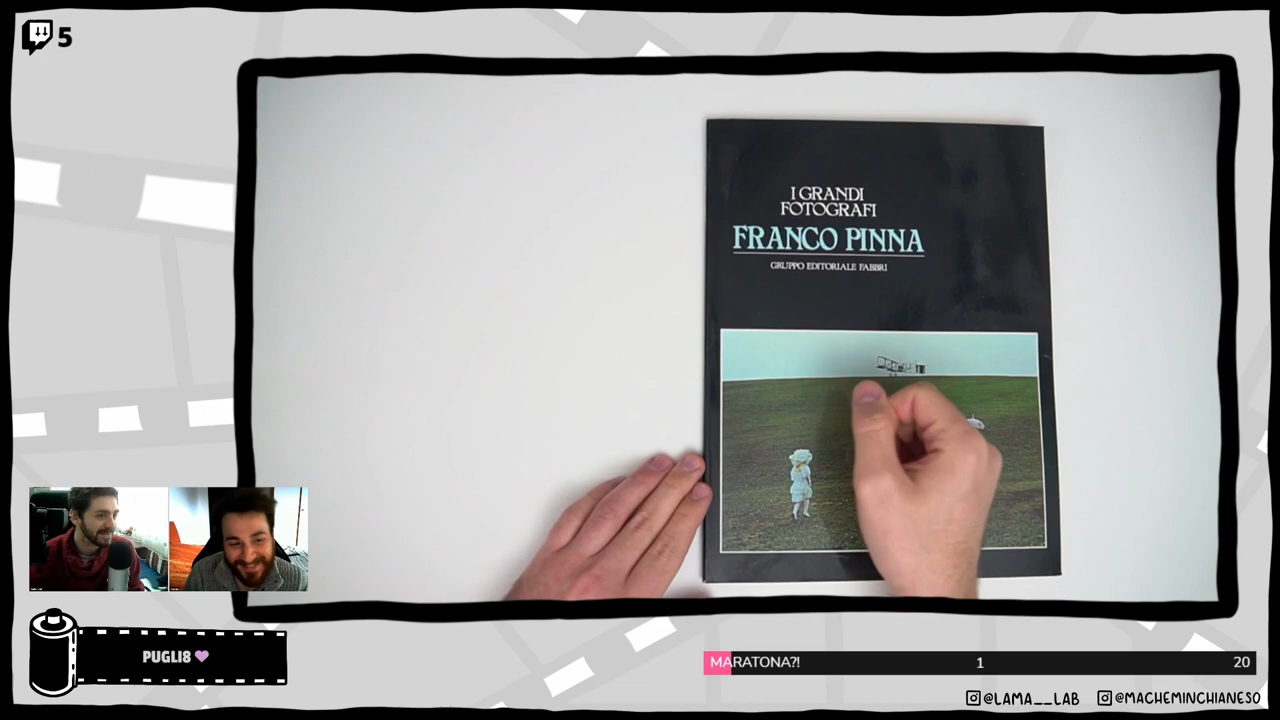 5
I GRANDI
FOTOGRAFI
FRANCO PINNA
GRUPPO EDITORIALE FABBRI
PUGLI8 💜
MARATONA?! 1 20
@LAMA__LAB @MACHEMINCHIANESO